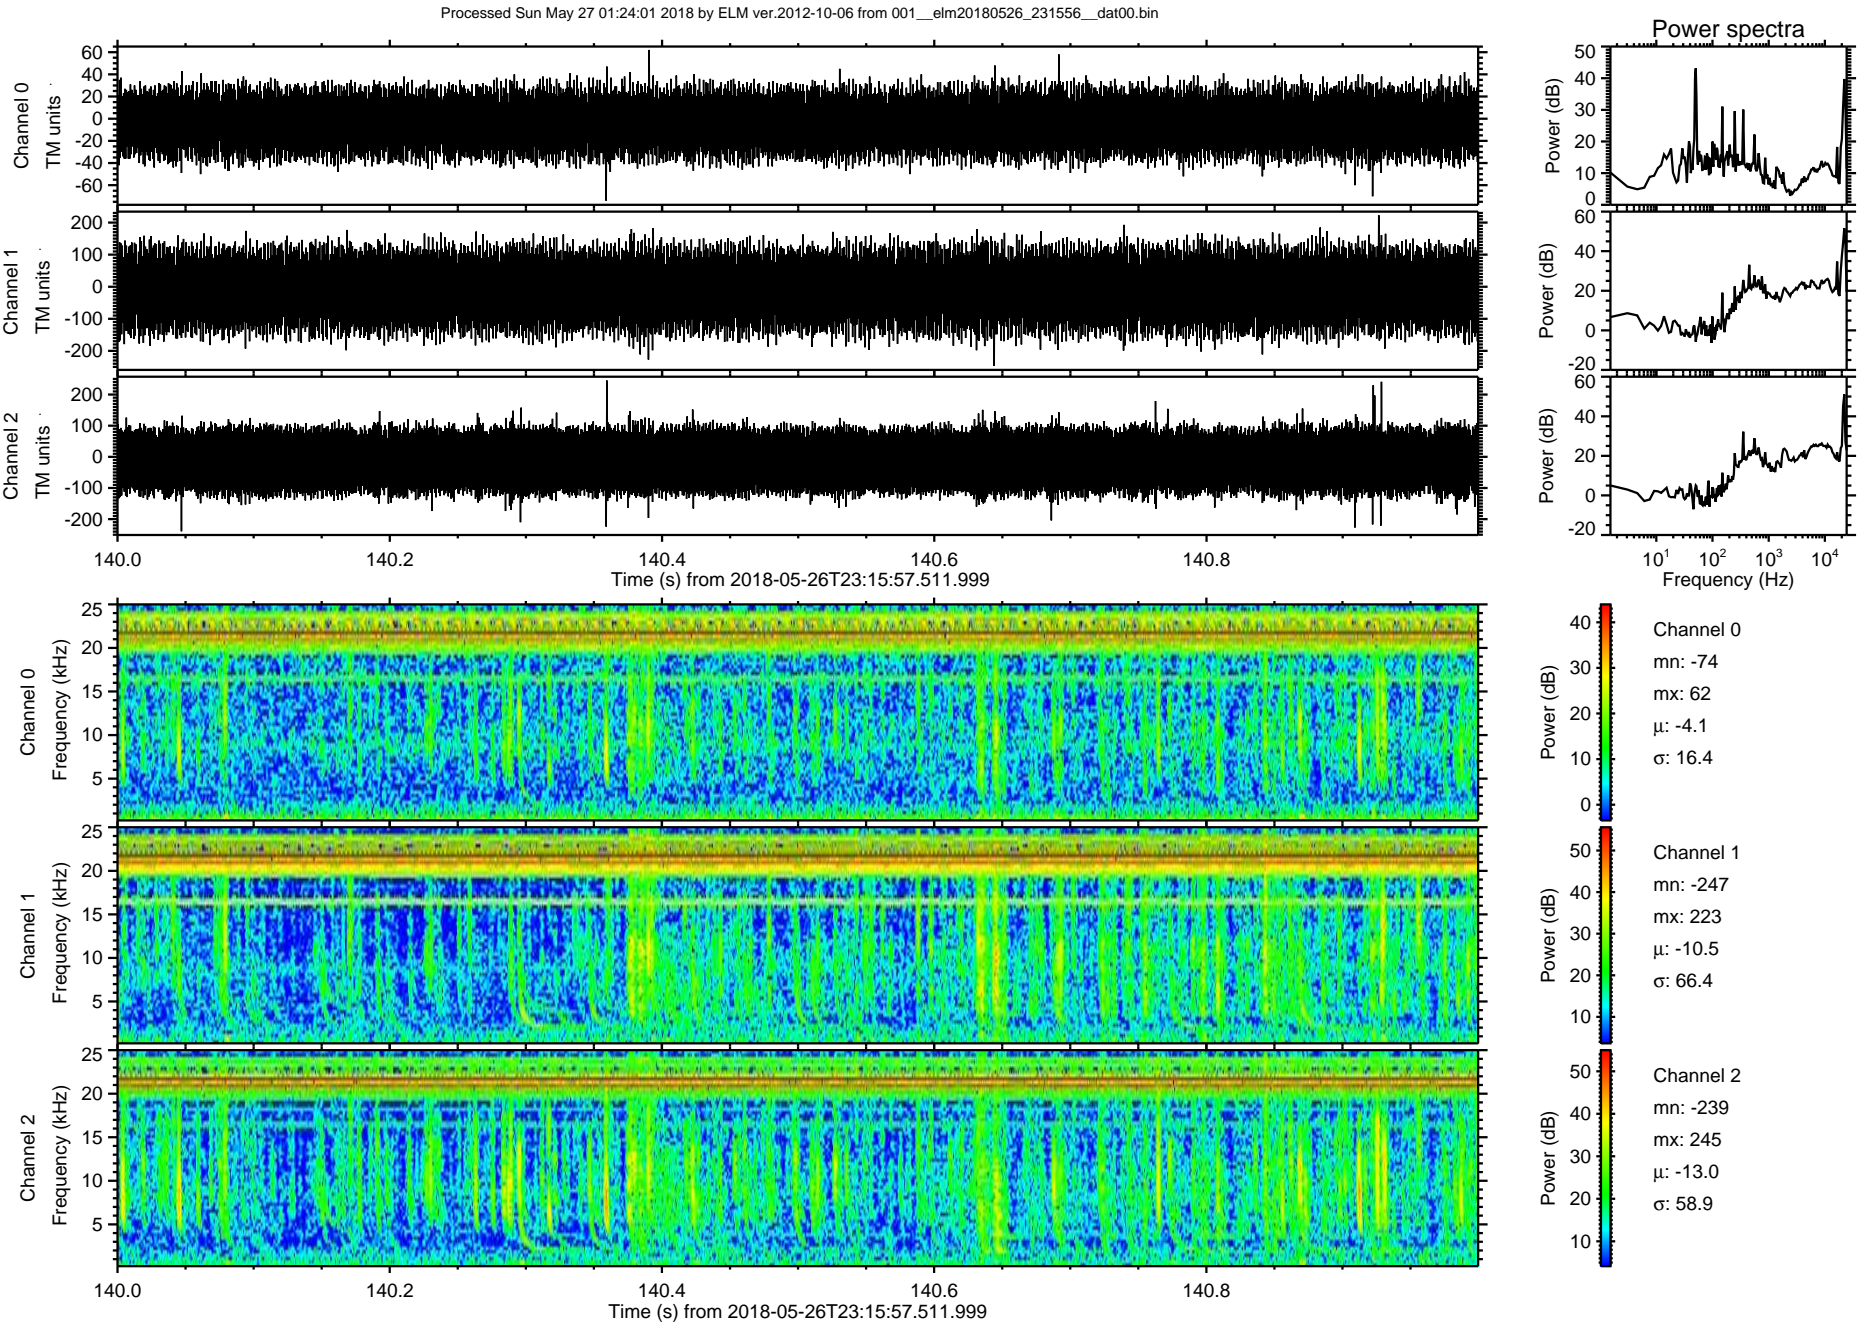 Processed Sun May 27 01:24:01 2018 by ELM ver.2012-10-06 from 001__elm20180526_231556__dat00.bin
Power spectra
Channel 0
TM units
60
40
20
0
-20
-40
-60
Power (dB)
50
40
30
20
10
0
Channel 1
TM units
200
100
0
-100
-200
Power (dB)
60
40
20
0
-20
Channel 2
TM units
200
100
0
-100
-200
Power (dB)
60
40
20
0
-20
140.0 140.2 140.4 140.6 140.8
Time (s) from 2018-05-26T23:15:57.511.999
10^1 10^2 10^3 10^4
Frequency (Hz)
Channel 0
Frequency (kHz)
25
20
15
10
5
Power (dB)
40
30
20
10
0
Channel 0
mn: -74
mx: 62
μ: -4.1
σ: 16.4
Channel 1
Frequency (kHz)
25
20
15
10
5
Power (dB)
50
40
30
20
10
Channel 1
mn: -247
mx: 223
μ: -10.5
σ: 66.4
Channel 2
Frequency (kHz)
25
20
15
10
5
Power (dB)
50
40
30
20
10
Channel 2
mn: -239
mx: 245
μ: -13.0
σ: 58.9
140.0 140.2 140.4 140.6 140.8
Time (s) from 2018-05-26T23:15:57.511.999